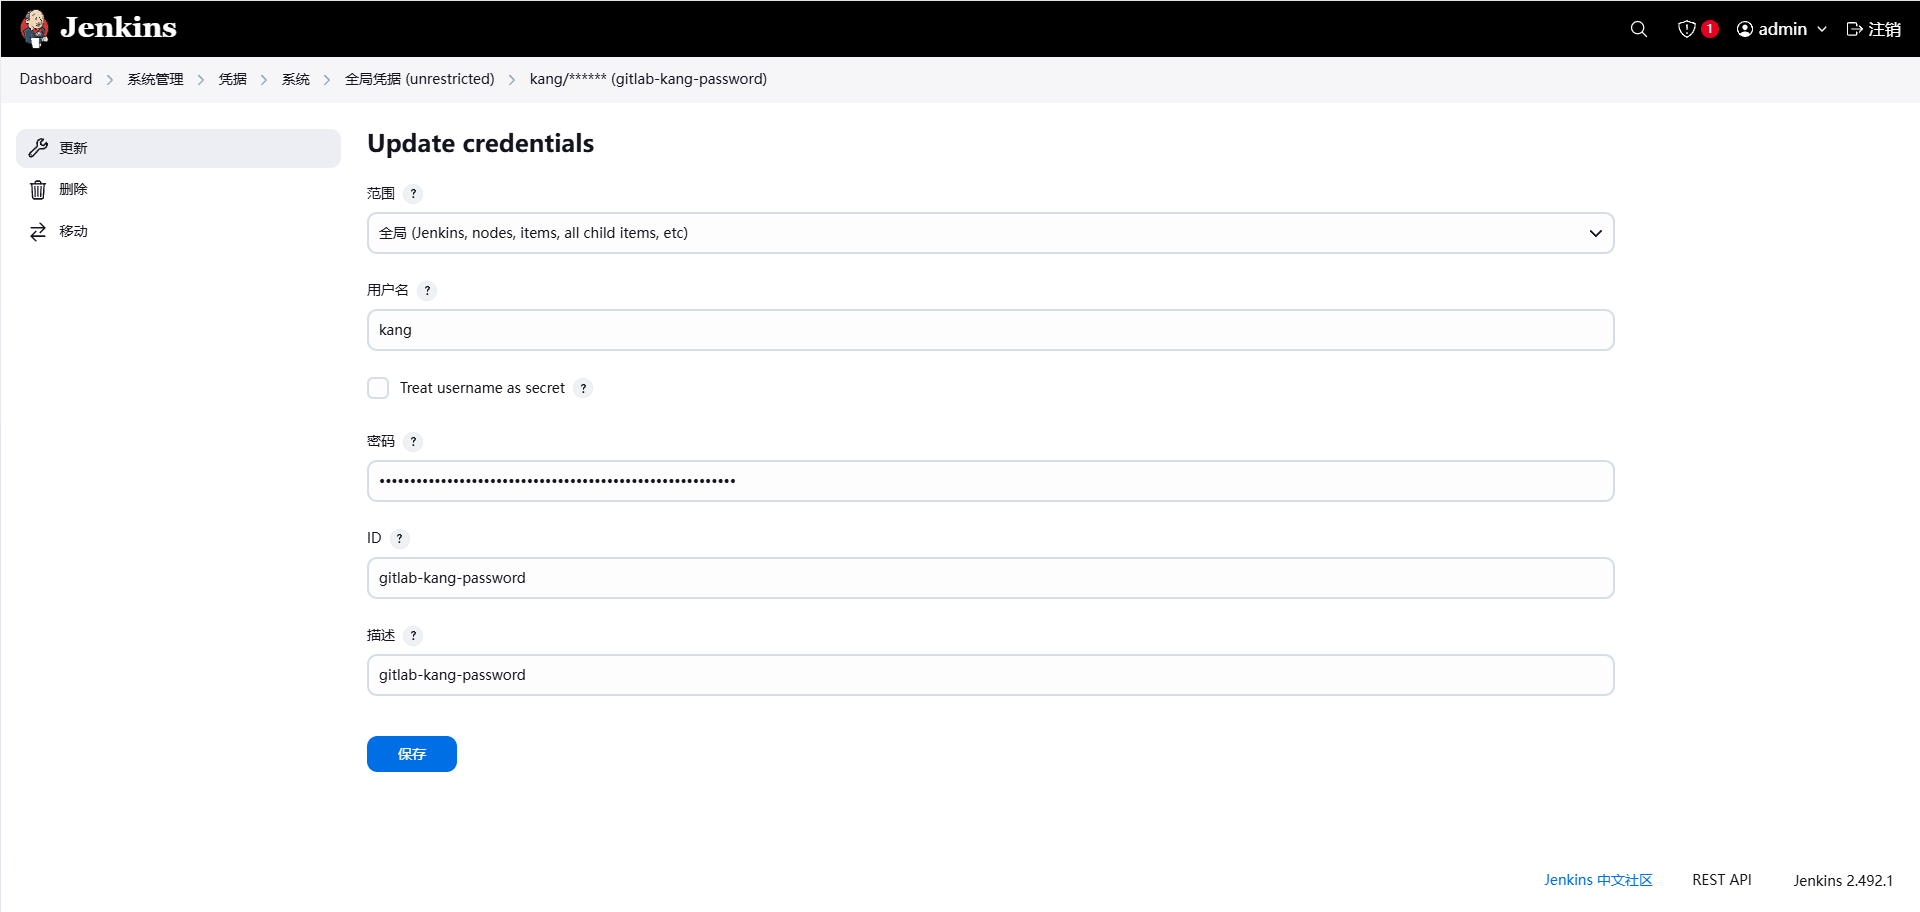 Jenkins
1
admin
注销
Dashboard
系统管理
凭据
系统
全局凭据 (unrestricted)
kang/****** (gitlab-kang-password)
更新
删除
移动
Update credentials
范围 ?
全局 (Jenkins, nodes, items, all child items, etc)
用户名 ?
kang
Treat username as secret ?
密码 ?
••••••••••••••••••••••••••••••••••••••••••••••••••••••••••
ID ?
gitlab-kang-password
描述 ?
gitlab-kang-password
保存
Jenkins 中文社区
REST API
Jenkins 2.492.1